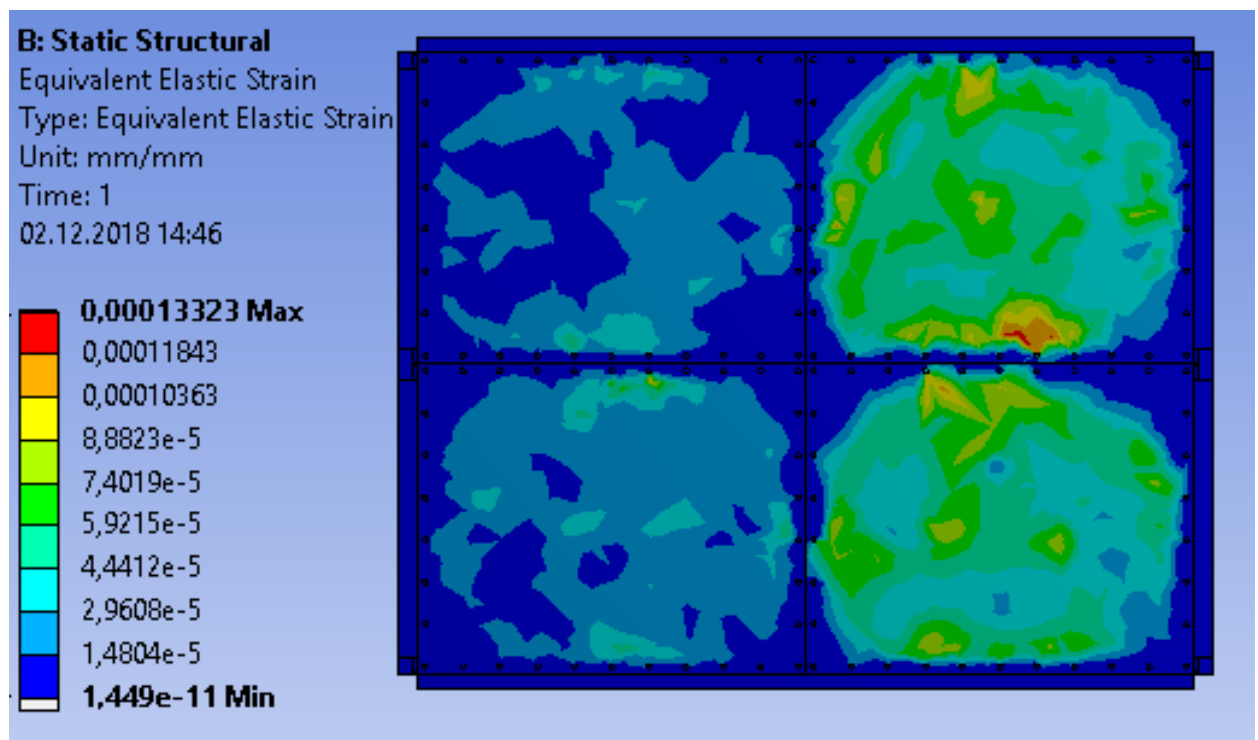 B: Static Structural
Equivalent Elastic Strain
Type: Equivalent Elastic Strain
Unit: mm/mm
Time: 1
02.12.2018 14:46
0,00013323 Max
0,00011843
0,00010363
8,8823e-5
7,4019e-5
5,9215e-5
4,4412e-5
2,9608e-5
1,4804e-5
1,449e-11 Min